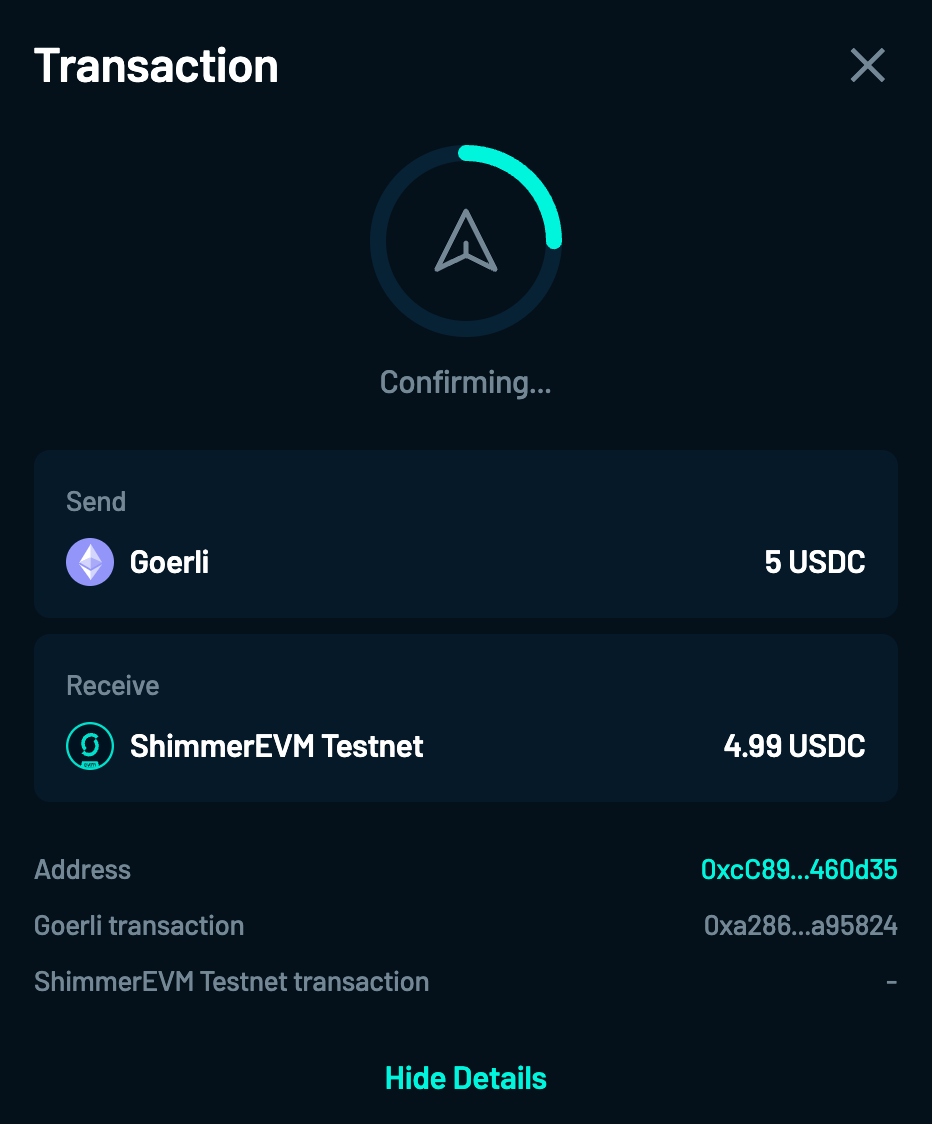 Transaction
Confirming...
Send
Goerli 5 USDC
Receive
ShimmerEVM Testnet 4.99 USDC
Address 0xcC89...460d35
Goerli transaction 0xa286...a95824
ShimmerEVM Testnet transaction -
Hide Details